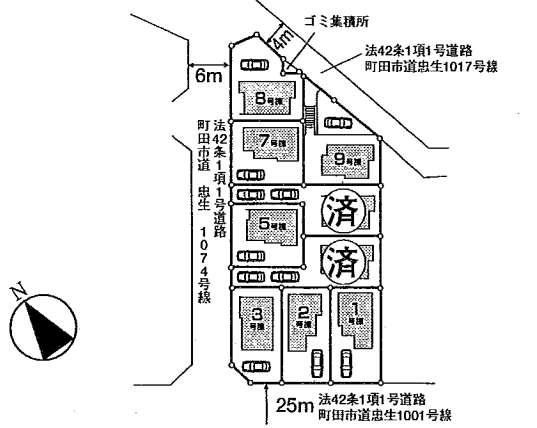 ゴミ集積所
4m
法42条1項1号道路
町田市道忠生1017号線
6m
8号棟
7号棟
9号棟
法42条1項1号道路
町田市道 忠生 1074号線
済
5号棟
済
N
3号棟
2号棟
1号棟
25m
法42条1項1号道路
町田市道忠生1001号線